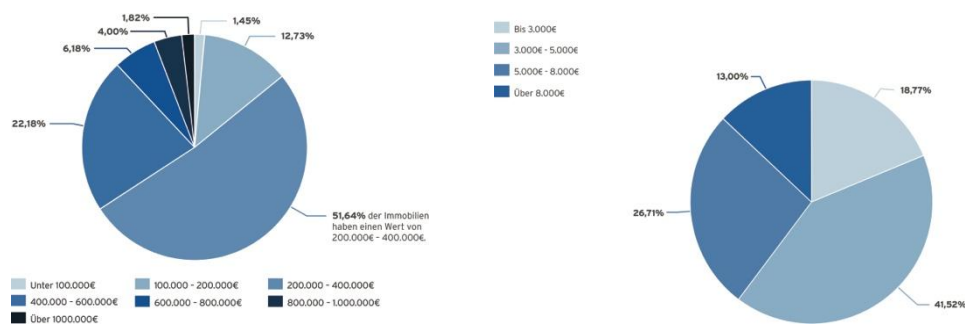 1,82%
1,45%
4,00%
12,73%
6,18%
22,18%
51,64% der Immobilien
haben einen Wert von
200.000€ – 400.000€.
Unter 100.000€
100.000 - 200.000€
200.000 - 400.000€
400.000 - 600.000€
600.000 - 800.000€
800.000 - 1.000.000€
Über 1000.000€
Bis 3.000€
3.000€ - 5.000€
5.000€ - 8.000€
Über 8.000€
13,00%
18,77%
26,71%
41,52%